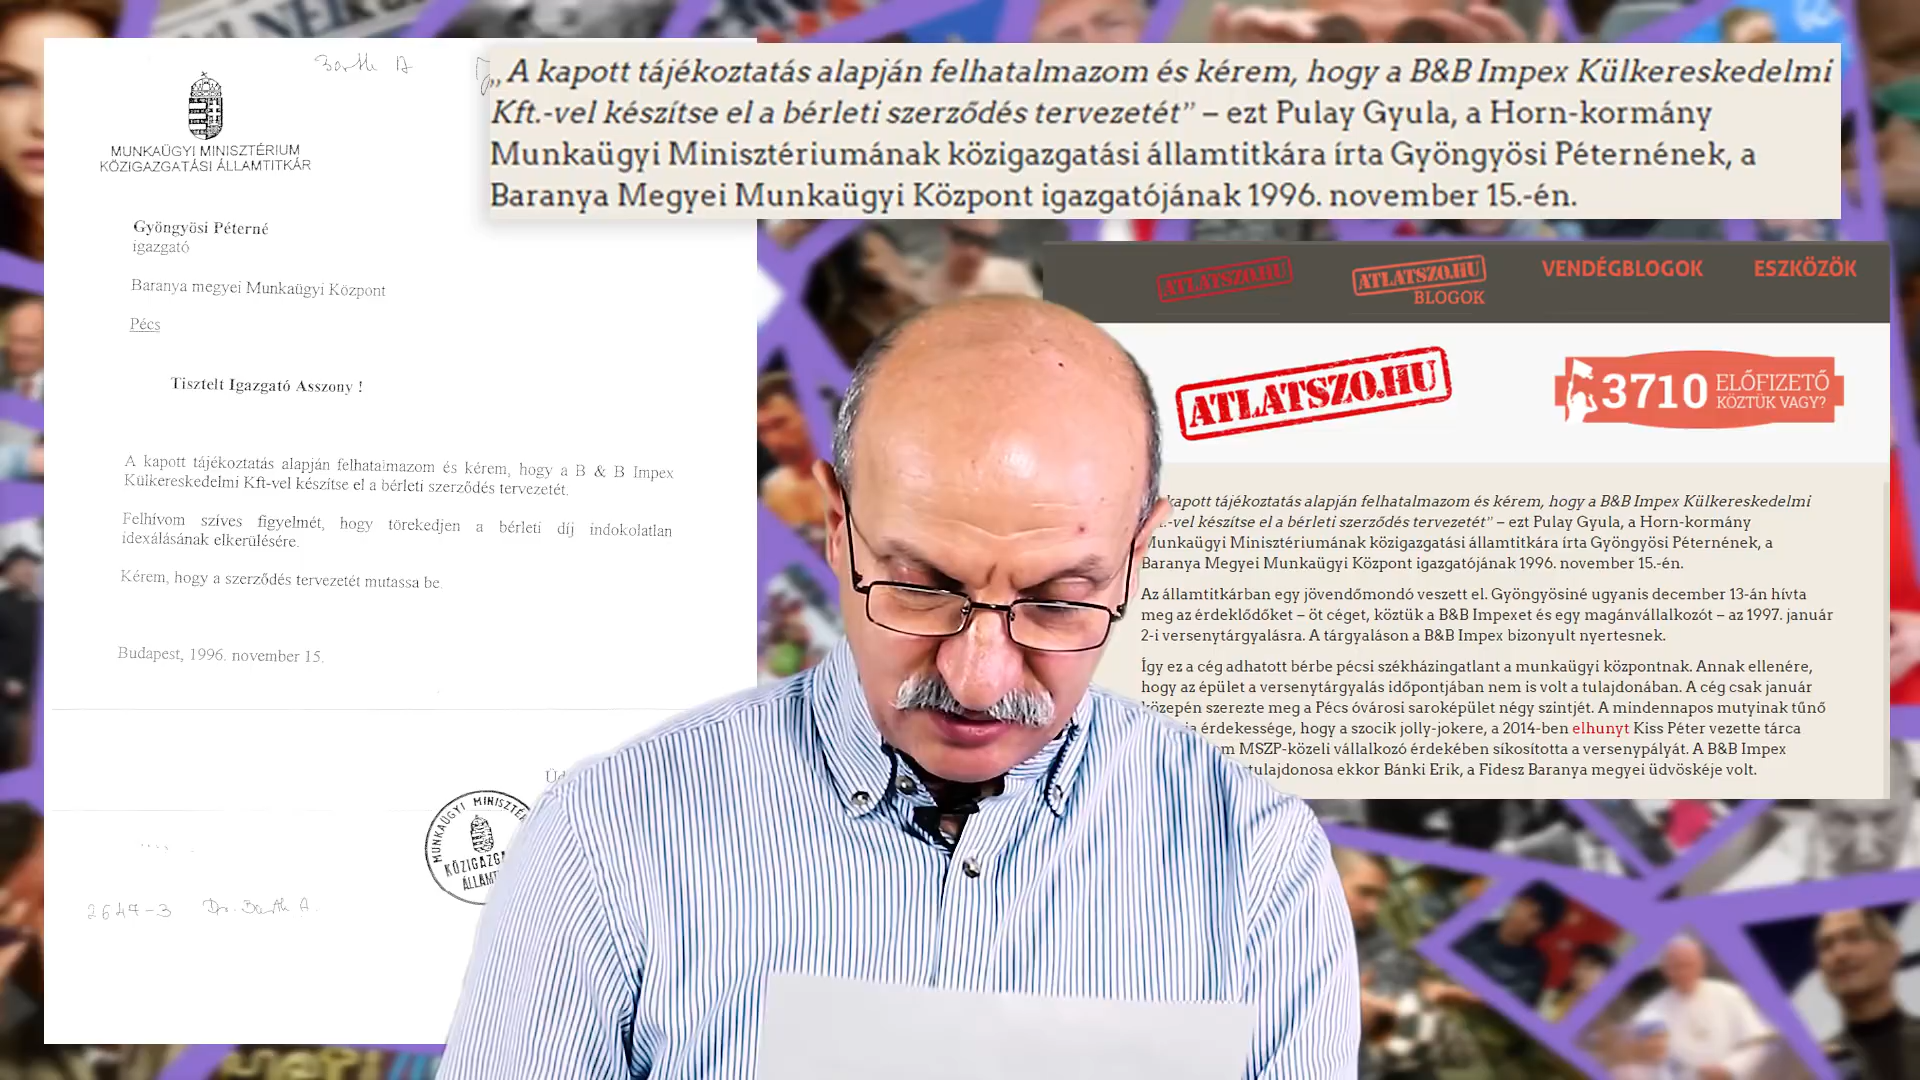 Barth A
MUNKAÜGYI MINISZTÉRIUM
KÖZIGAZGATÁSI ÁLLAMTITKÁR
Gyöngyösi Péterné
igazgató
Baranya megyei Munkaügyi Központ
Pécs
Tisztelt Igazgató Asszony !
A kapott tájékoztatás alapján felhatalmazom és kérem, hogy a B & B Impex
Külkereskedelmi Kft-vel készítse el a bérleti szerződés tervezetét.
Felhívom szíves figyelmét, hogy törekedjen a bérleti díj indokolatlan
idexálásának elkerülésére.
Kérem, hogy a szerződés tervezetét mutassa be.
Budapest, 1996. november 15.
MUNKAÜGYI MINISZTÉR
KÖZIGAZGA
ÁLLAMT
2647-3 Dr. Barth A.
„A kapott tájékoztatás alapján felhatalmazom és kérem, hogy a B&B Impex Külkereskedelmi
Kft.-vel készítse el a bérleti szerződés tervezetét” – ezt Pulay Gyula, a Horn-kormány
Munkaügyi Minisztériumának közigazgatási államtitkára írta Gyöngyösi Péternének, a
Baranya Megyei Munkaügyi Központ igazgatójának 1996. november 15.-én.
ATLATSZO.HU
ATLATSZO.HU
BLOGOK
VENDÉGBLOGOK
ESZKÖZÖK
ATLATSZO.HU
3710 ELŐFIZETŐ
KÖZTÜK VAGY?
kapott tájékoztatás alapján felhatalmazom és kérem, hogy a B&B Impex Külkereskedelmi
.-vel készítse el a bérleti szerződés tervezetét” – ezt Pulay Gyula, a Horn-kormány
Munkaügyi Minisztériumának közigazgatási államtitkára írta Gyöngyösi Péternének, a
Baranya Megyei Munkaügyi Központ igazgatójának 1996. november 15.-én.
Az államtitkárban egy jövendőmondó veszett el. Gyöngyösiné ugyanis december 13-án hívta
meg az érdeklődőket – öt céget, köztük a B&B Impexet és egy magánvállalkozót – az 1997. január
2-i versenytárgyalásra. A tárgyaláson a B&B Impex bizonyult nyertesnek.
Így ez a cég adhatott bérbe pécsi székházingatlant a munkaügyi központnak. Annak ellenére,
hogy az épület a versenytárgyalás időpontjában nem is volt a tulajdonában. A cég csak január
közepén szerezte meg a Pécs óvárosi saroképület négy szintjét. A mindennapos mutyinak tűnő
érdekessége, hogy a szocik jolly-jokere, a 2014-ben elhunyt Kiss Péter vezette tárca
MSZP-közeli vállalkozó érdekében síkosította a versenypályát. A B&B Impex
tulajdonosa ekkor Bánki Erik, a Fidesz Baranya megyei üdvöskéje volt.